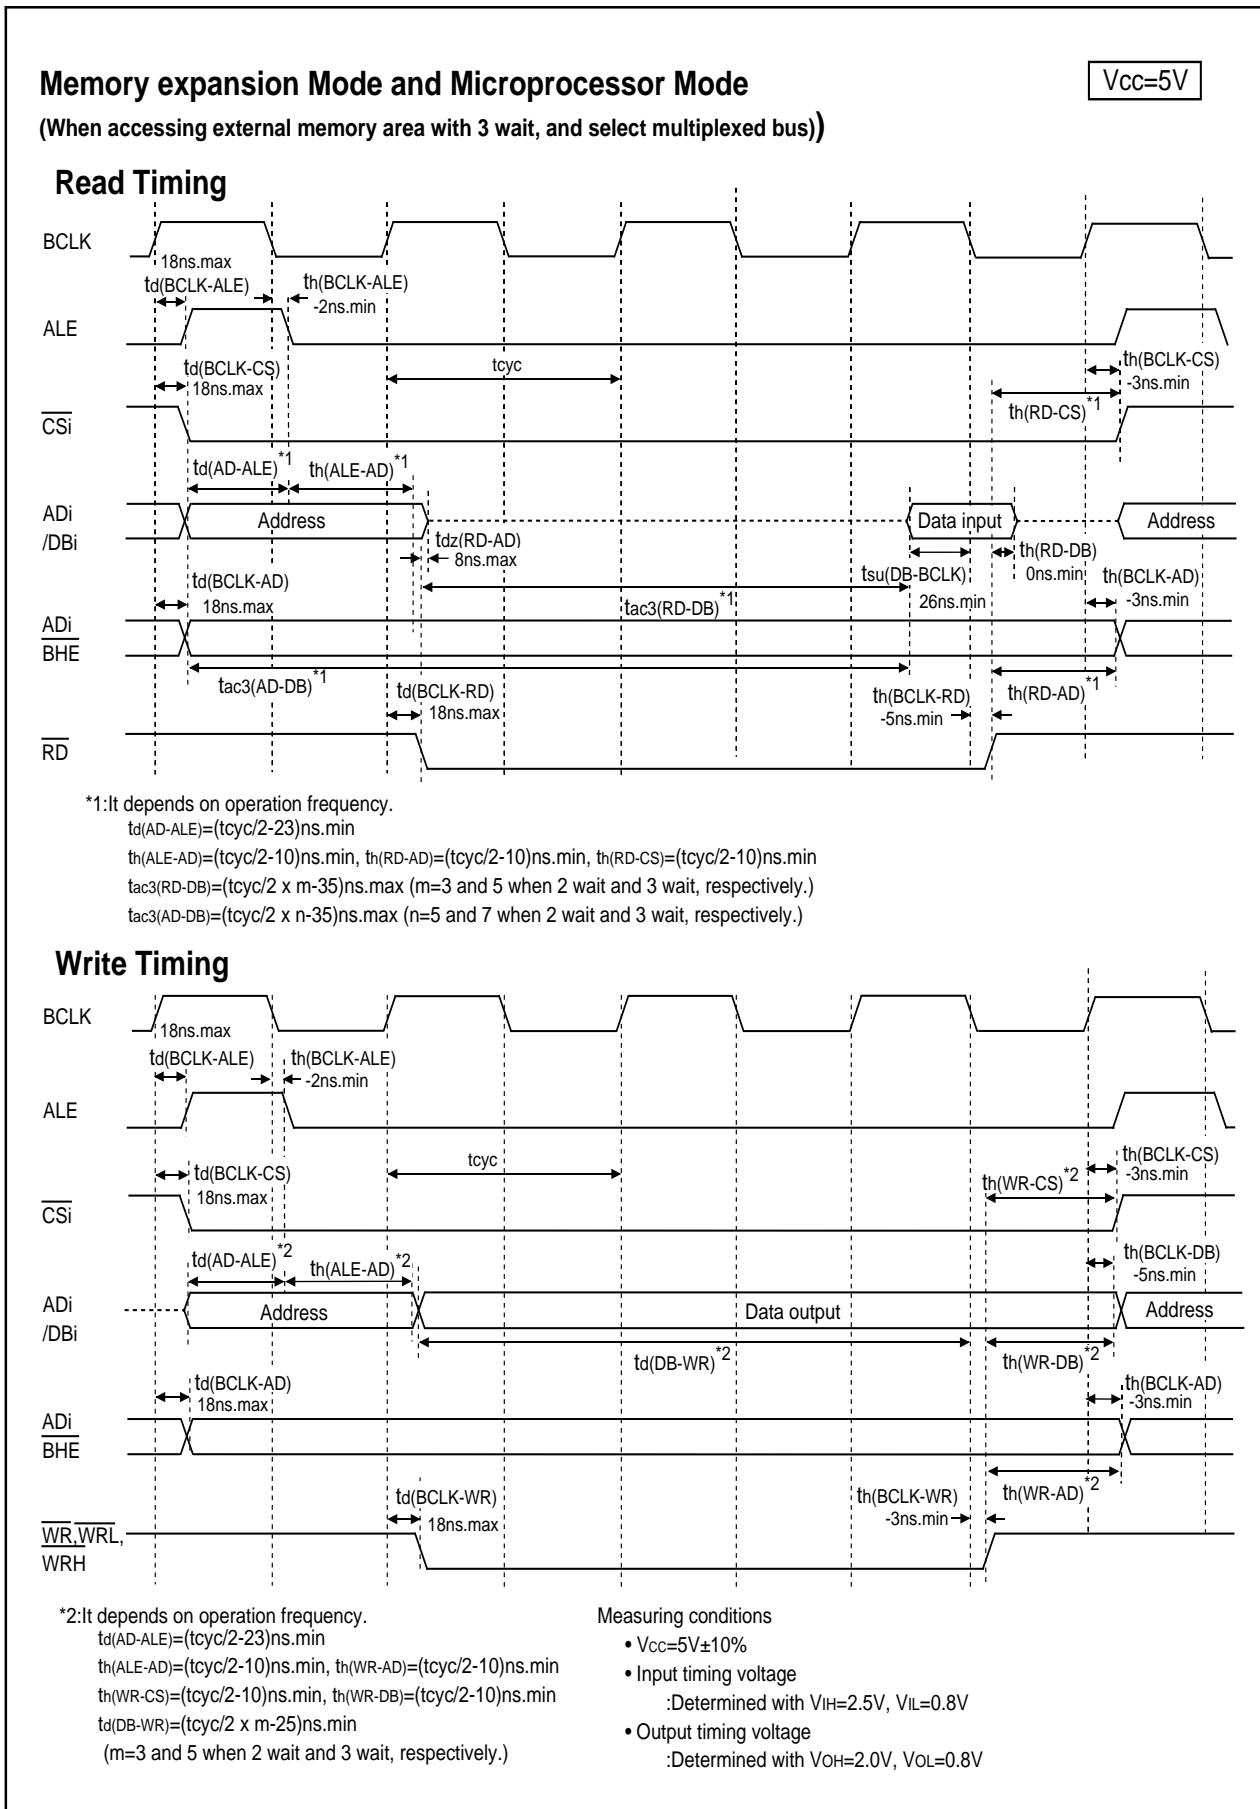 Memory expansion Mode and Microprocessor Mode
Vcc=5V
(When accessing external memory area with 3 wait, and select multiplexed bus))
Read Timing
BCLK
18ns.max
td(BCLK-ALE)
th(BCLK-ALE)
-2ns.min
ALE
td(BCLK-CS)
18ns.max
tcyc
th(BCLK-CS)
-3ns.min
th(RD-CS)*1
CSi
td(AD-ALE)*1
th(ALE-AD)*1
ADi
/DBi
Address
Data input
Address
tdz(RD-AD)
8ns.max
th(RD-DB)
0ns.min
tsu(DB-BCLK)
26ns.min
td(BCLK-AD)
18ns.max
tac3(RD-DB)*1
th(BCLK-AD)
-3ns.min
ADi
BHE
tac3(AD-DB)*1
td(BCLK-RD)
18ns.max
th(BCLK-RD)
-5ns.min
th(RD-AD)*1
RD
*1:It depends on operation frequency.
td(AD-ALE)=(tcyc/2-23)ns.min
th(ALE-AD)=(tcyc/2-10)ns.min, th(RD-AD)=(tcyc/2-10)ns.min, th(RD-CS)=(tcyc/2-10)ns.min
tac3(RD-DB)=(tcyc/2 x m-35)ns.max (m=3 and 5 when 2 wait and 3 wait, respectively.)
tac3(AD-DB)=(tcyc/2 x n-35)ns.max (n=5 and 7 when 2 wait and 3 wait, respectively.)
Write Timing
BCLK
18ns.max
td(BCLK-ALE)
th(BCLK-ALE)
-2ns.min
ALE
td(BCLK-CS)
18ns.max
tcyc
th(BCLK-CS)
-3ns.min
th(WR-CS)*2
CSi
td(AD-ALE)*2
th(ALE-AD)*2
th(BCLK-DB)
-5ns.min
ADi
/DBi
Address
Data output
Address
td(DB-WR)*2
th(WR-DB)*2
td(BCLK-AD)
18ns.max
th(BCLK-AD)
-3ns.min
ADi
BHE
td(BCLK-WR)
18ns.max
th(BCLK-WR)
-3ns.min
th(WR-AD)*2
WR,WRL,
WRH
*2:It depends on operation frequency.
td(AD-ALE)=(tcyc/2-23)ns.min
th(ALE-AD)=(tcyc/2-10)ns.min, th(WR-AD)=(tcyc/2-10)ns.min
th(WR-CS)=(tcyc/2-10)ns.min, th(WR-DB)=(tcyc/2-10)ns.min
td(DB-WR)=(tcyc/2 x m-25)ns.min
(m=3 and 5 when 2 wait and 3 wait, respectively.)
Measuring conditions
• VCC=5V±10%
• Input timing voltage
:Determined with VIH=2.5V, VIL=0.8V
• Output timing voltage
:Determined with VOH=2.0V, VOL=0.8V